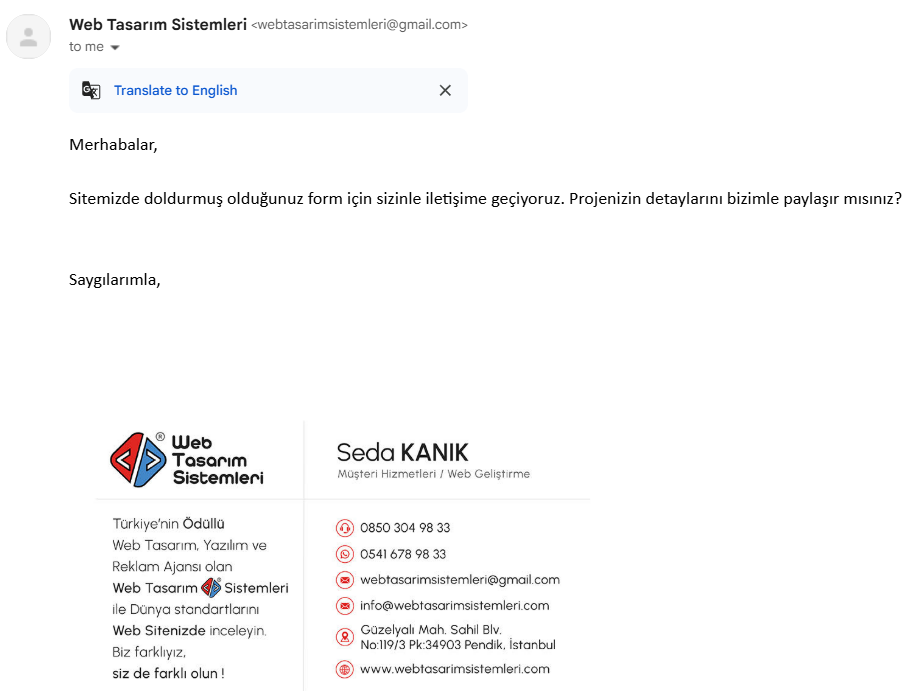 Web Tasarım Sistemleri <webtasarimsistemleri@gmail.com>
to me
Translate to English
Merhabalar,
Sitemizde doldurmuş olduğunuz form için sizinle iletişime geçiyoruz. Projenizin detaylarını bizimle paylaşır mısınız?
Saygılarımla,
® Web
Tasarım
Sistemleri
Seda KANIK
Müşteri Hizmetleri / Web Geliştirme
Türkiye'nin Ödüllü
Web Tasarım, Yazılım ve
Reklam Ajansı olan
Web Tasarım Sistemleri
ile Dünya standartlarını
Web Sitenizde inceleyin.
Biz farklıyız,
siz de farklı olun !
0850 304 98 33
0541 678 98 33
webtasarimsistemleri@gmail.com
info@webtasarimsistemleri.com
Güzelyalı Mah. Sahil Blv.
No:119/3 Pk:34903 Pendik, İstanbul
www.webtasarimsistemleri.com